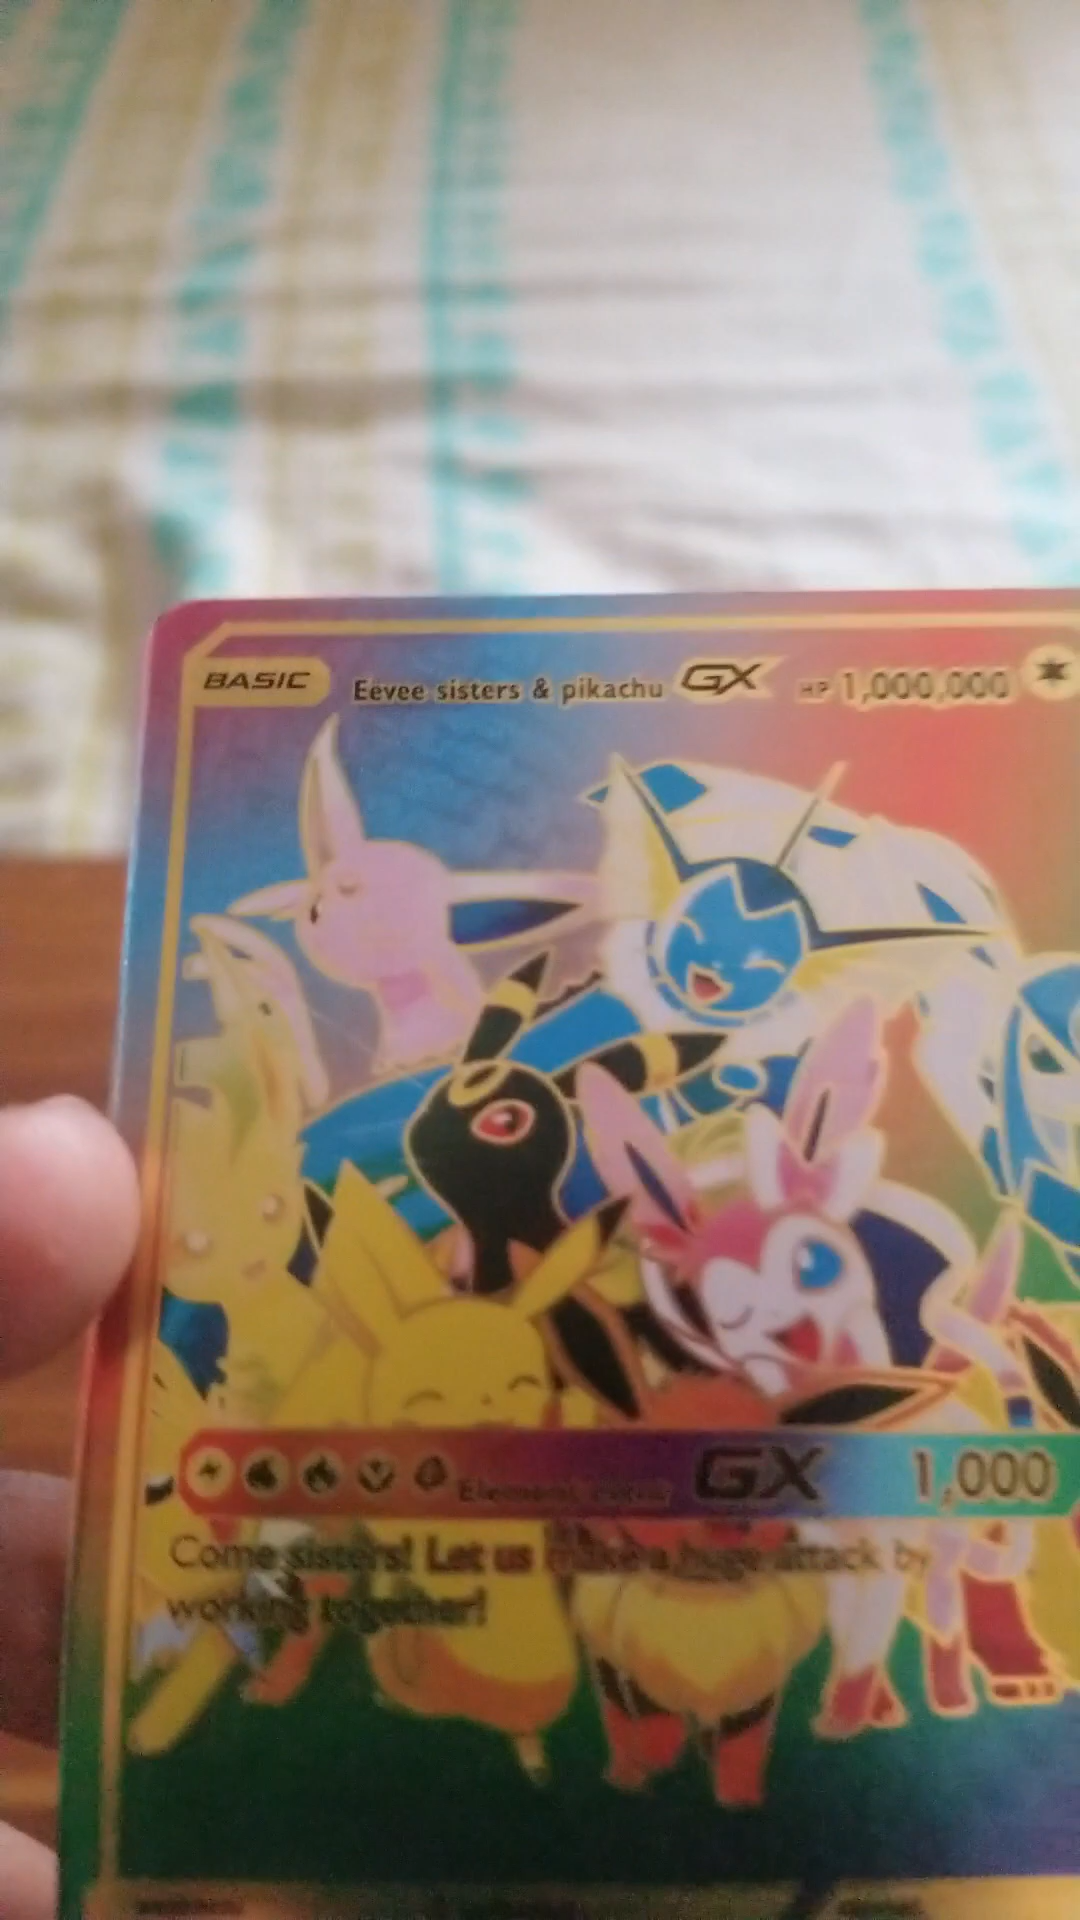 BASIC Eevee sisters & pikachu GX HP 1,000,000
Element GX 1,000
Come sisters! Let us make a huge attack by
working together!